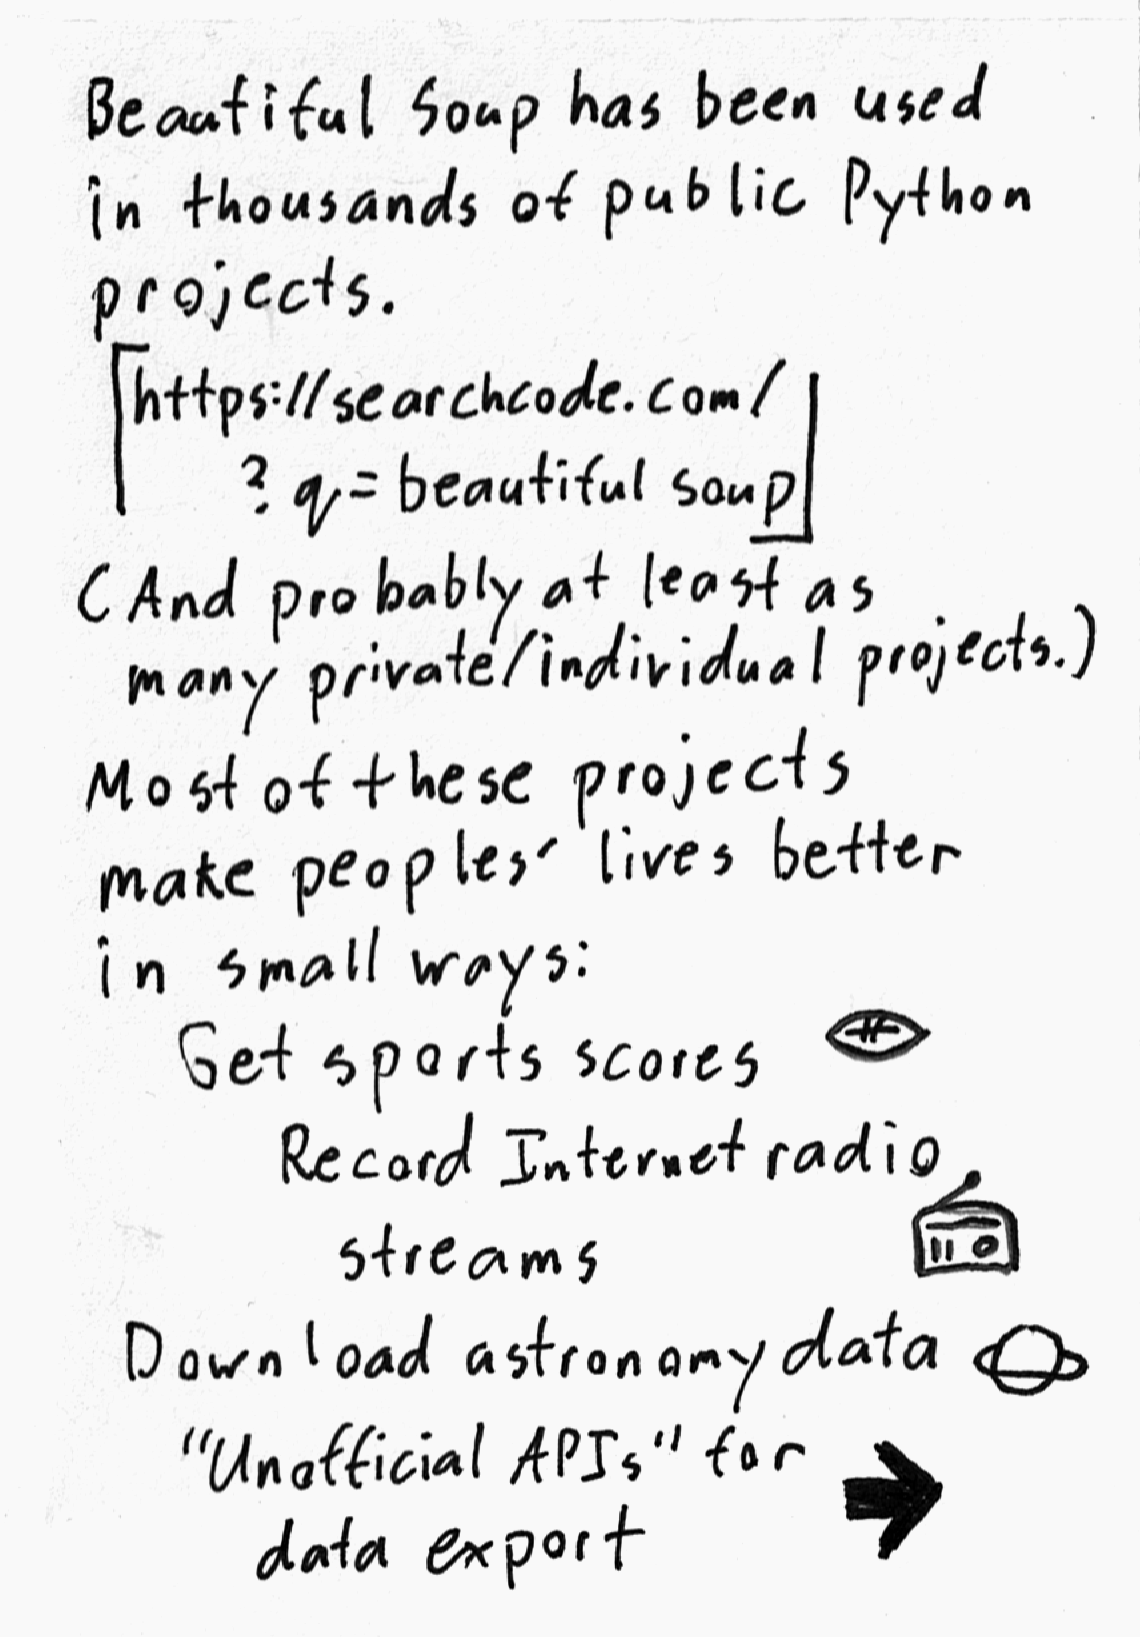 Beautiful Soup has been used
in thousands of public Python
projects.
https://searchcode.com/
?q=beautiful soup
(And probably at least as
many private/individual projects.)
Most of these projects
make peoples' lives better
in small ways:
Get sports scores
Record Internet radio
streams
Download astronomy data
"Unofficial APIs" for
data export